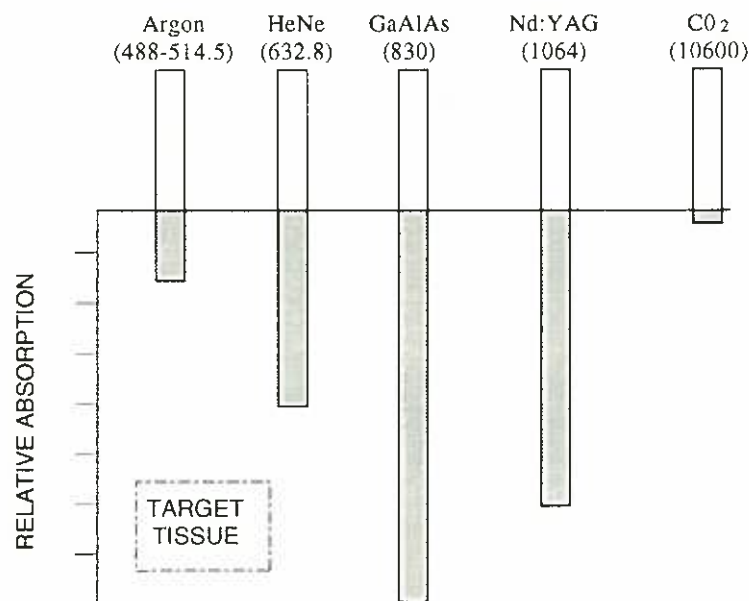 Argon HeNe GaAlAs Nd:YAG C0₂
(488-514.5) (632.8) (830) (1064) (10600)
RELATIVE ABSORPTION
TARGET
TISSUE